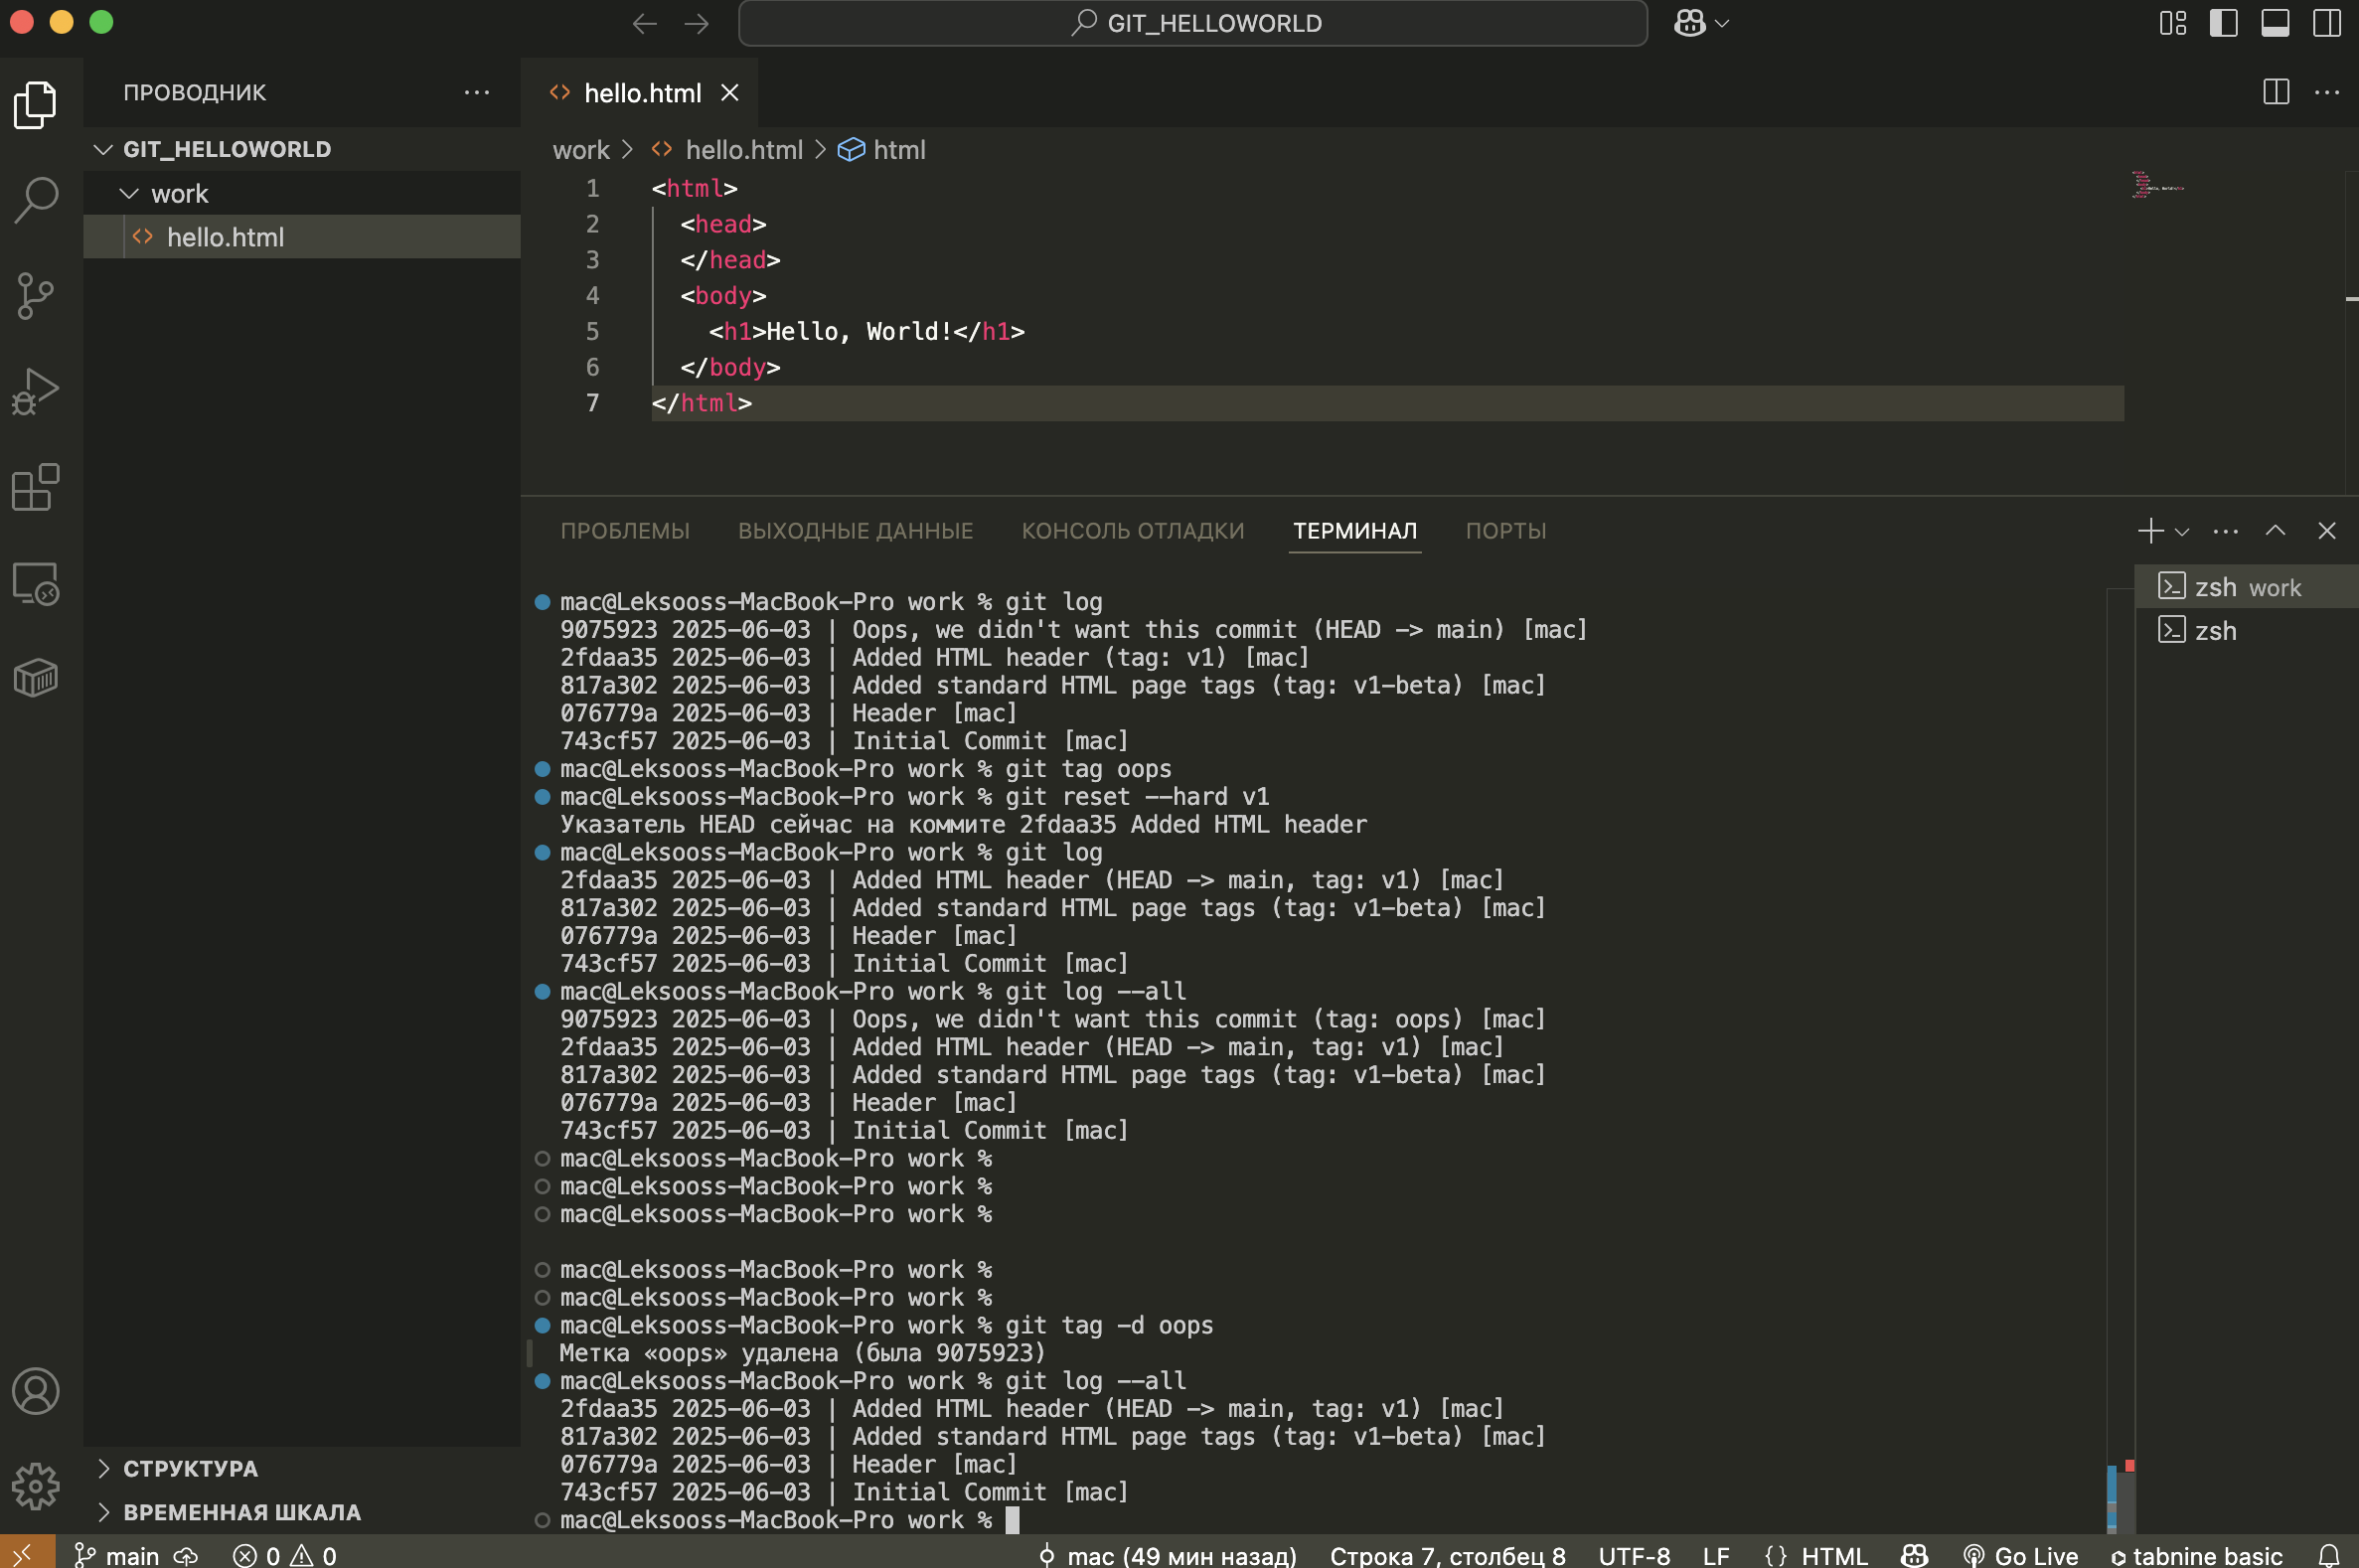 GIT_HELLOWORLD
ПРОВОДНИК
GIT_HELLOWORLD
work
hello.html
СТРУКТУРА
ВРЕМЕННАЯ ШКАЛА
hello.html
work > hello.html > html
1 <html>
2 <head>
3 </head>
4 <body>
5 <h1>Hello, World!</h1>
6 </body>
7 </html>
ПРОБЛЕМЫ ВЫХОДНЫЕ ДАННЫЕ КОНСОЛЬ ОТЛАДКИ ТЕРМИНАЛ ПОРТЫ
zsh work
zsh
mac@Leksooss-MacBook-Pro work % git log
9075923 2025-06-03 | Oops, we didn't want this commit (HEAD -> main) [mac]
2fdaa35 2025-06-03 | Added HTML header (tag: v1) [mac]
817a302 2025-06-03 | Added standard HTML page tags (tag: v1-beta) [mac]
076779a 2025-06-03 | Header [mac]
743cf57 2025-06-03 | Initial Commit [mac]
mac@Leksooss-MacBook-Pro work % git tag oops
mac@Leksooss-MacBook-Pro work % git reset --hard v1
Указатель HEAD сейчас на коммите 2fdaa35 Added HTML header
mac@Leksooss-MacBook-Pro work % git log
2fdaa35 2025-06-03 | Added HTML header (HEAD -> main, tag: v1) [mac]
817a302 2025-06-03 | Added standard HTML page tags (tag: v1-beta) [mac]
076779a 2025-06-03 | Header [mac]
743cf57 2025-06-03 | Initial Commit [mac]
mac@Leksooss-MacBook-Pro work % git log --all
9075923 2025-06-03 | Oops, we didn't want this commit (tag: oops) [mac]
2fdaa35 2025-06-03 | Added HTML header (HEAD -> main, tag: v1) [mac]
817a302 2025-06-03 | Added standard HTML page tags (tag: v1-beta) [mac]
076779a 2025-06-03 | Header [mac]
743cf57 2025-06-03 | Initial Commit [mac]
mac@Leksooss-MacBook-Pro work %
mac@Leksooss-MacBook-Pro work %
mac@Leksooss-MacBook-Pro work %
mac@Leksooss-MacBook-Pro work %
mac@Leksooss-MacBook-Pro work %
mac@Leksooss-MacBook-Pro work % git tag -d oops
Метка «oops» удалена (была 9075923)
mac@Leksooss-MacBook-Pro work % git log --all
2fdaa35 2025-06-03 | Added HTML header (HEAD -> main, tag: v1) [mac]
817a302 2025-06-03 | Added standard HTML page tags (tag: v1-beta) [mac]
076779a 2025-06-03 | Header [mac]
743cf57 2025-06-03 | Initial Commit [mac]
mac@Leksooss-MacBook-Pro work %
main 0 0 mac (49 мин назад) Строка 7, столбец 8 UTF-8 LF {} HTML Go Live tabnine basic